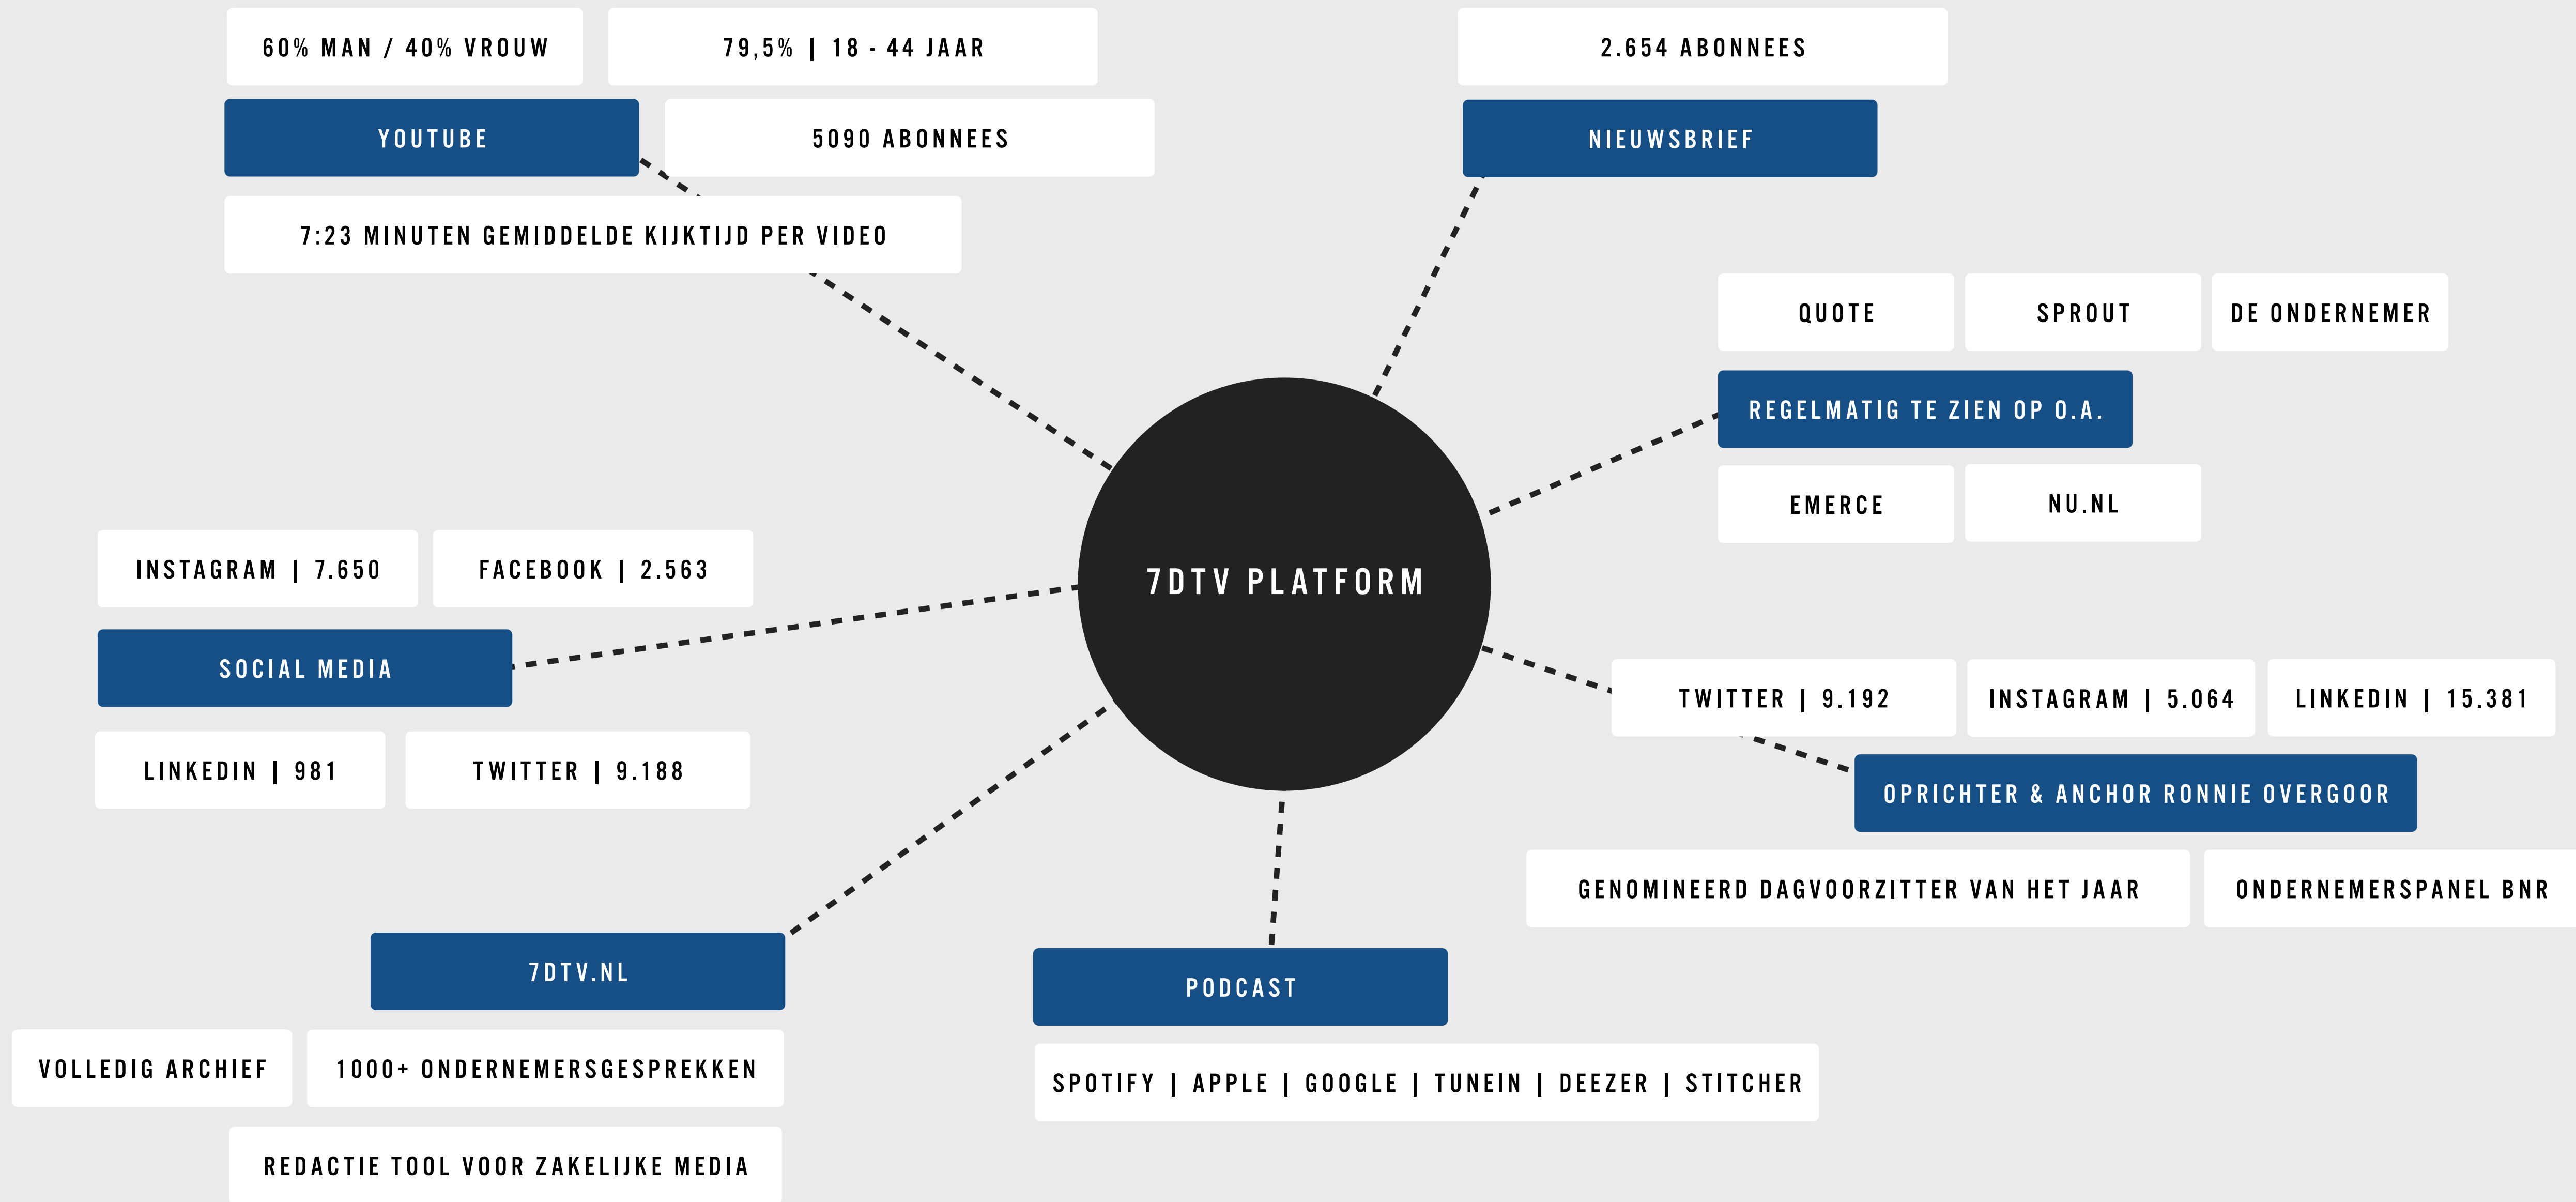 60% MAN / 40% VROUW
79,5% | 18 - 44 JAAR
YOUTUBE
5090 ABONNEES
7:23 MINUTEN GEMIDDELDE KIJKTIJD PER VIDEO
2.654 ABONNEES
NIEUWSBRIEF
QUOTE
SPROUT
DE ONDERNEMER
REGELMATIG TE ZIEN OP O.A.
EMERCE
NU.NL
7DTV PLATFORM
INSTAGRAM | 7.650
FACEBOOK | 2.563
SOCIAL MEDIA
LINKEDIN | 981
TWITTER | 9.188
TWITTER | 9.192
INSTAGRAM | 5.064
LINKEDIN | 15.381
OPRICHTER & ANCHOR RONNIE OVERGOOR
GENOMINEERD DAGVOORZITTER VAN HET JAAR
ONDERNEMERSPANEL BNR
7DTV.NL
VOLLEDIG ARCHIEF
1000+ ONDERNEMERSGESPREKKEN
REDACTIE TOOL VOOR ZAKELIJKE MEDIA
PODCAST
SPOTIFY | APPLE | GOOGLE | TUNEIN | DEEZER | STITCHER